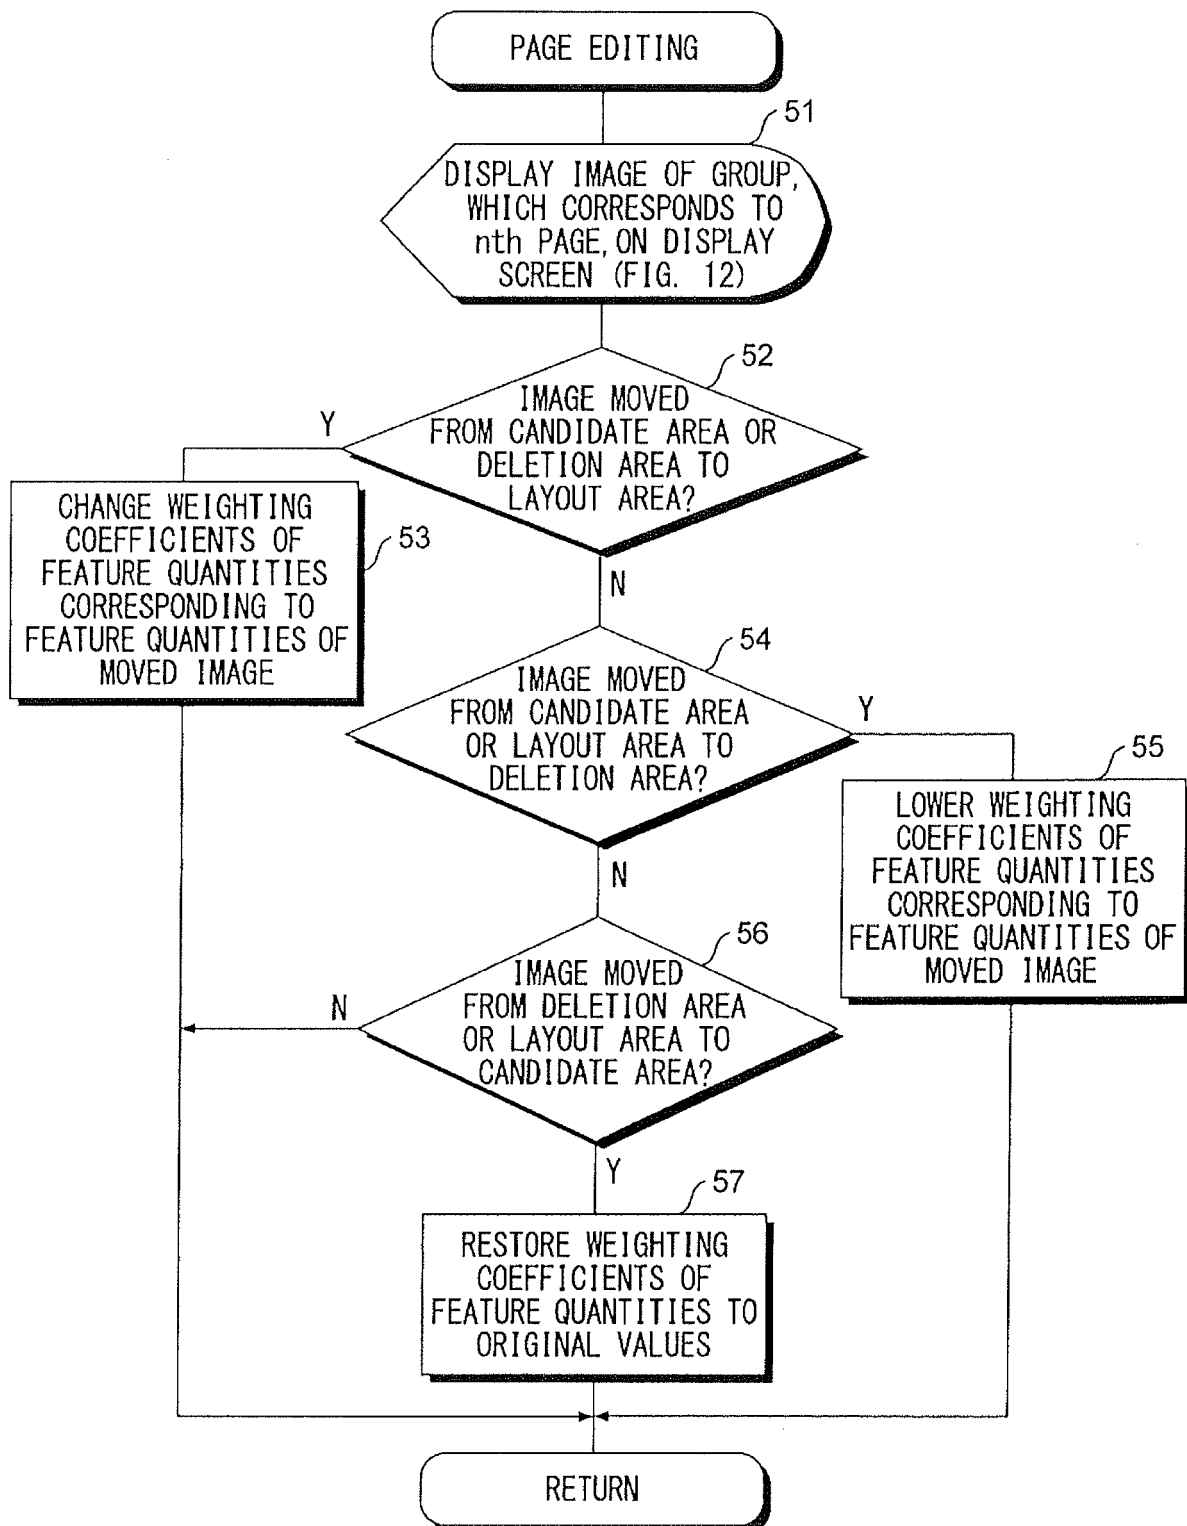 PAGE EDITING
51
DISPLAY IMAGE OF GROUP,
WHICH CORRESPONDS TO
nth PAGE, ON DISPLAY
SCREEN (FIG. 12)
52
IMAGE MOVED
FROM CANDIDATE AREA OR
DELETION AREA TO
LAYOUT AREA?
Y
N
53
CHANGE WEIGHTING
COEFFICIENTS OF
FEATURE QUANTITIES
CORRESPONDING TO
FEATURE QUANTITIES OF
MOVED IMAGE
54
IMAGE MOVED
FROM CANDIDATE AREA
OR LAYOUT AREA TO
DELETION AREA?
Y
N
55
LOWER WEIGHTING
COEFFICIENTS OF
FEATURE QUANTITIES
CORRESPONDING TO
FEATURE QUANTITIES OF
MOVED IMAGE
56
IMAGE MOVED
FROM DELETION AREA
OR LAYOUT AREA TO
CANDIDATE AREA?
N
Y
57
RESTORE WEIGHTING
COEFFICIENTS OF
FEATURE QUANTITIES TO
ORIGINAL VALUES
RETURN